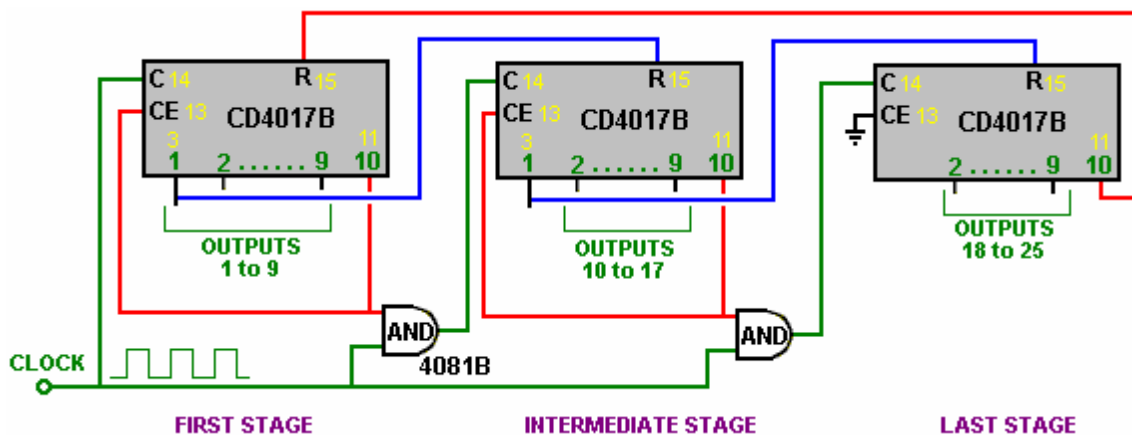 C 14
R 15
CE 13
CD4017B
3
11
1 2 ...... 9 10
OUTPUTS
1 to 9
C 14
R 15
CE 13
CD4017B
3
11
1 2 ...... 9 10
OUTPUTS
10 to 17
C 14
R 15
CE 13
CD4017B
11
2 ...... 9 10
OUTPUTS
18 to 25
AND
4081B
AND
CLOCK
FIRST STAGE
INTERMEDIATE STAGE
LAST STAGE